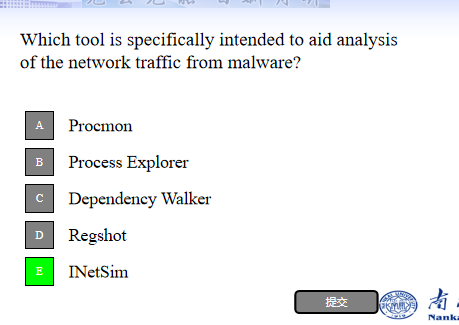 Which tool is specifically intended to aid analysis
of the network traffic from malware?
A Procmon
B Process Explorer
C Dependency Walker
D Regshot
E INetSim
提交
南
Nanka